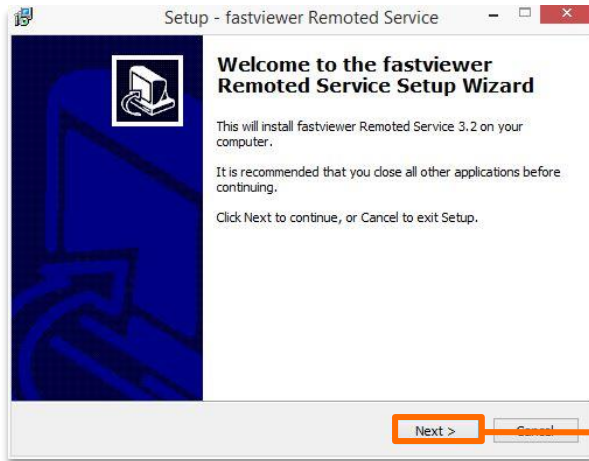 Setup - fastviewer Remoted Service
Welcome to the fastviewer
Remoted Service Setup Wizard
This will install fastviewer Remoted Service 3.2 on your
computer.
It is recommended that you close all other applications before
continuing.
Click Next to continue, or Cancel to exit Setup.
Next >
Cancel